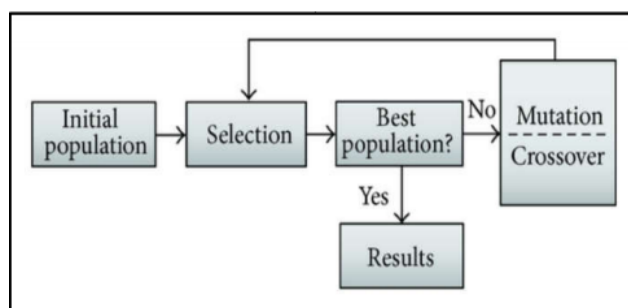 Initial
population
Selection
Best
population?
No
Mutation
Crossover
Yes
Results